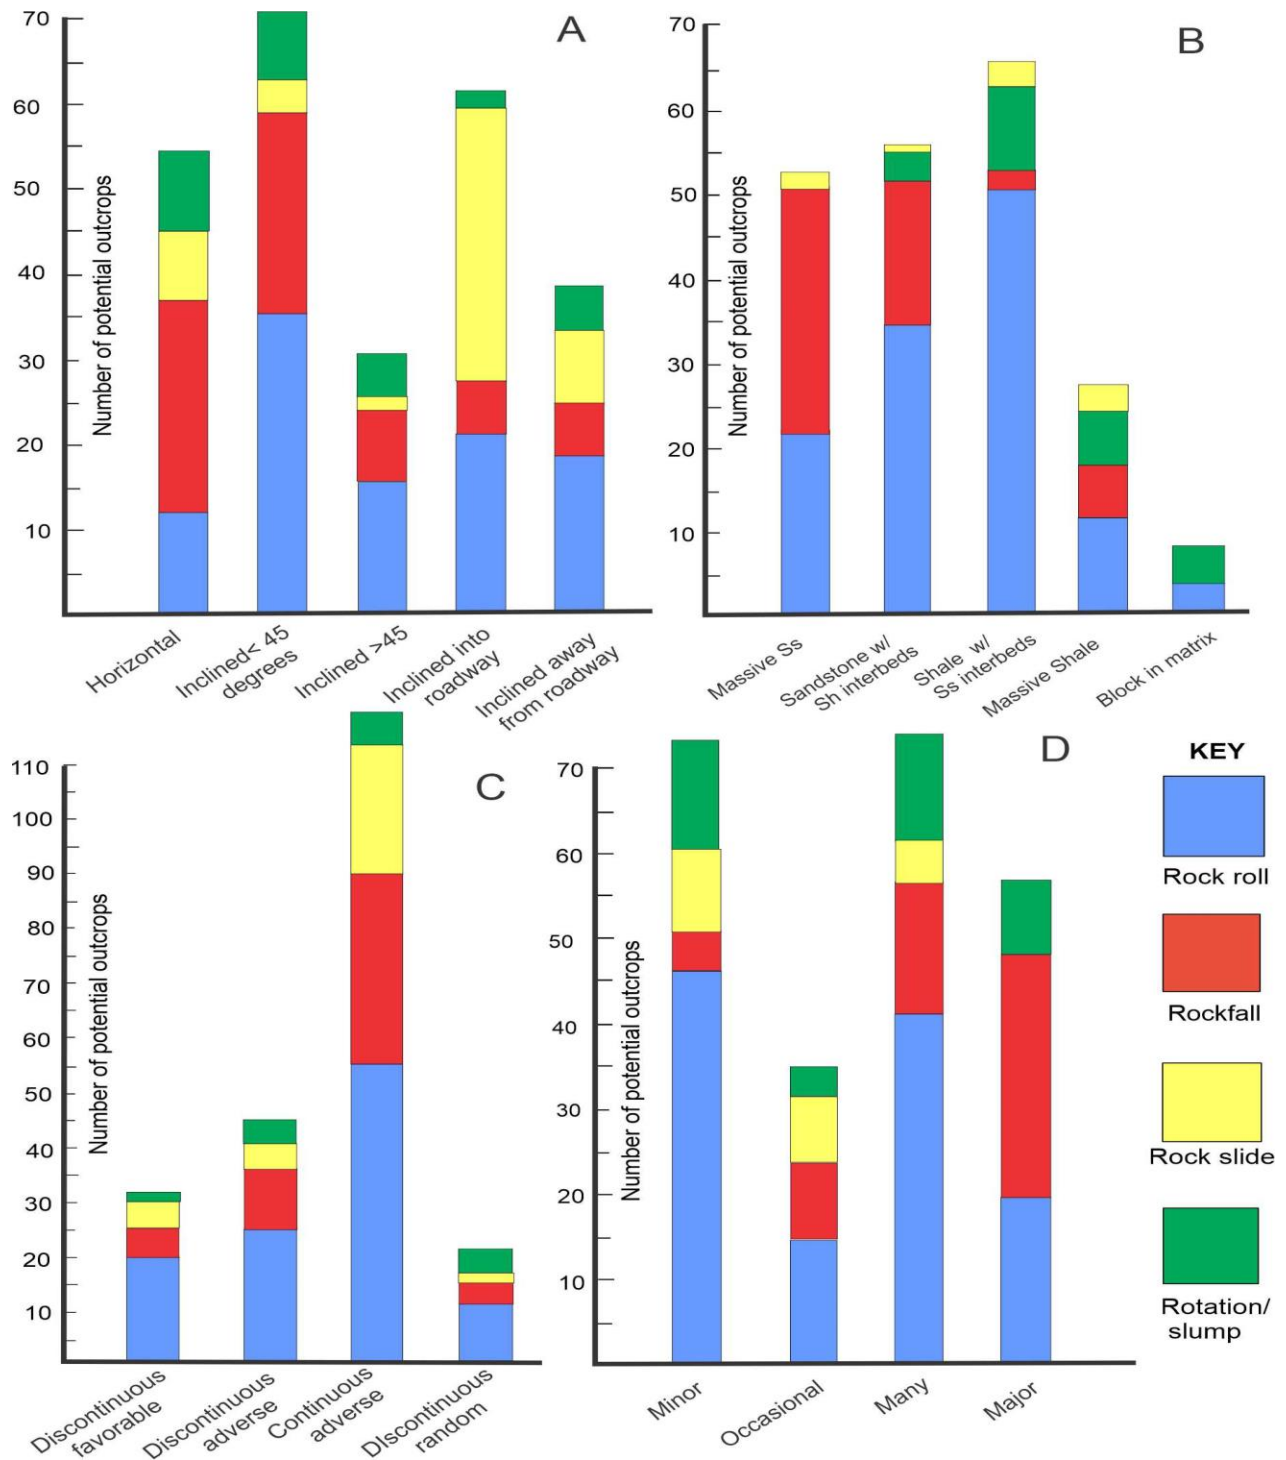 A
70
60
50
40
30
20
10
Number of potential outcrops
Horizontal
Inclined< 45
degrees
Inclined >45
Inclined into
roadway
Inclined away
from roadway
B
70
60
50
40
30
20
10
Number of potential outcrops
Massive Ss
Sandstone w/
Sh interbeds
Shale w/
Ss interbeds
Massive Shale
Block in matrix
C
110
100
90
80
70
60
50
40
30
20
10
Number of potential outcrops
Discontinuous
favorable
Discontinuous
adverse
Continuous
adverse
DIscontinuous
random
D
70
60
50
40
30
20
10
Number of potential outcrops
Minor
Occasional
Many
Major
KEY
Rock roll
Rockfall
Rock slide
Rotation/
slump